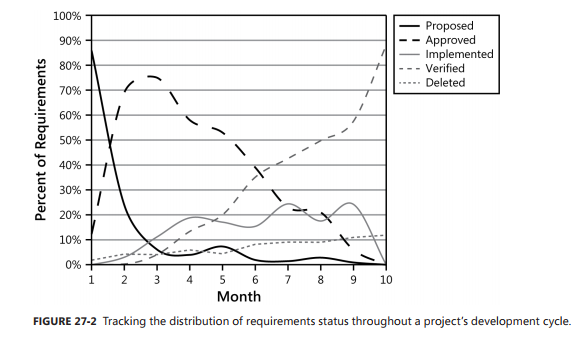 100%
90%
80%
70%
60%
50%
40%
30%
20%
10%
0%
Percent of Requirements
1 2 3 4 5 6 7 8 9 10
Month
Proposed
Approved
Implemented
Verified
Deleted
FIGURE 27-2 Tracking the distribution of requirements status throughout a project’s development cycle.